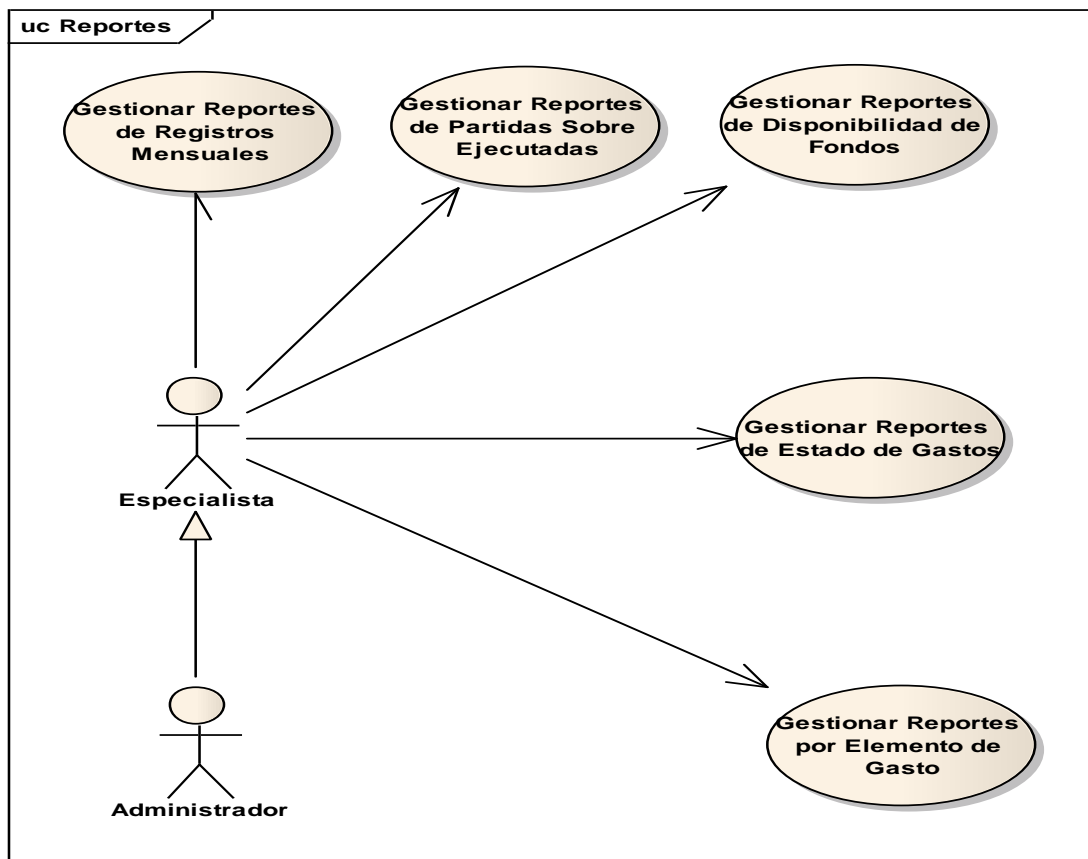 uc Reportes
Gestionar Reportes
de Registros
Mensuales
Gestionar Reportes
de Partidas Sobre
Ejecutadas
Gestionar Reportes
de Disponibilidad de
Fondos
Especialista
Gestionar Reportes
de Estado de Gastos
Administrador
Gestionar Reportes
por Elemento de
Gasto